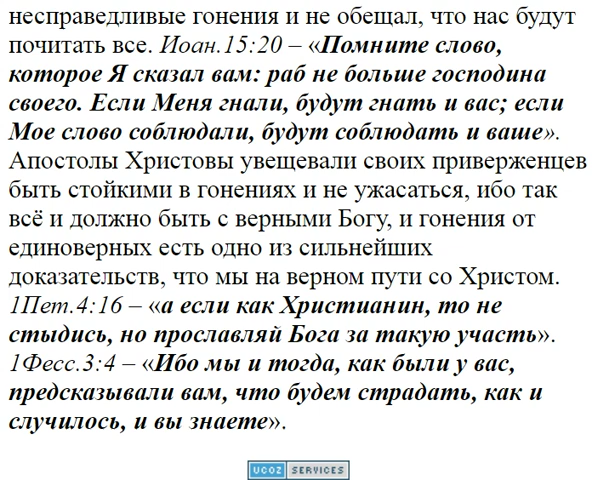 несправедливые гонения и не обещал, что нас будут
почитать все. Иоан.15:20 – «Помните слово,
которое Я сказал вам: раб не больше господина
своего. Если Меня гнали, будут гнать и вас; если
Мое слово соблюдали, будут соблюдать и ваше».
Апостолы Христовы увещевали своих приверженцев
быть стойкими в гонениях и не ужасаться, ибо так
всё и должно быть с верными Богу, и гонения от
единоверных есть одно из сильнейших
доказательств, что мы на верном пути со Христом.
1Пет.4:16 – «а если как Христианин, то не
стыдись, но прославляй Бога за такую участь».
1Фесс.3:4 – «Ибо мы и тогда, как были у вас,
предсказывали вам, что будем страдать, как и
случилось, и вы знаете».
UCOZ SERVICES